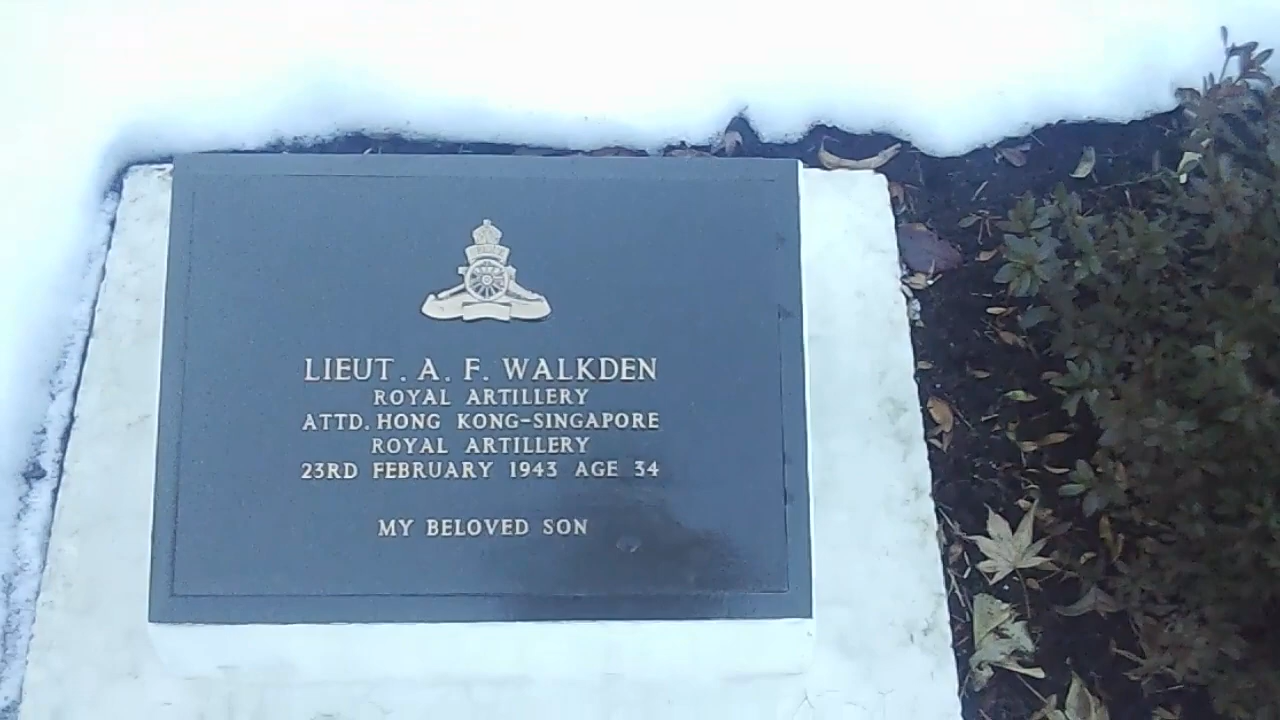 LIEUT. A. F. WALKDEN
ROYAL ARTILLERY
ATTD. HONG KONG-SINGAPORE
ROYAL ARTILLERY
23RD FEBRUARY 1943 AGE 34
MY BELOVED SON